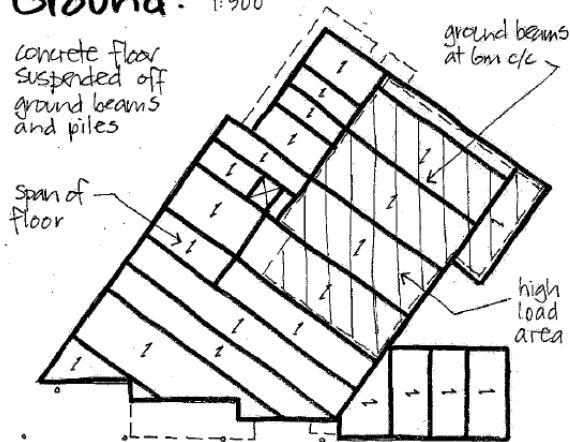 Ground: 1:500
concrete floor
suspended off
ground beams
and piles
ground beams
at 6m c/c
span of
floor
high
load
area